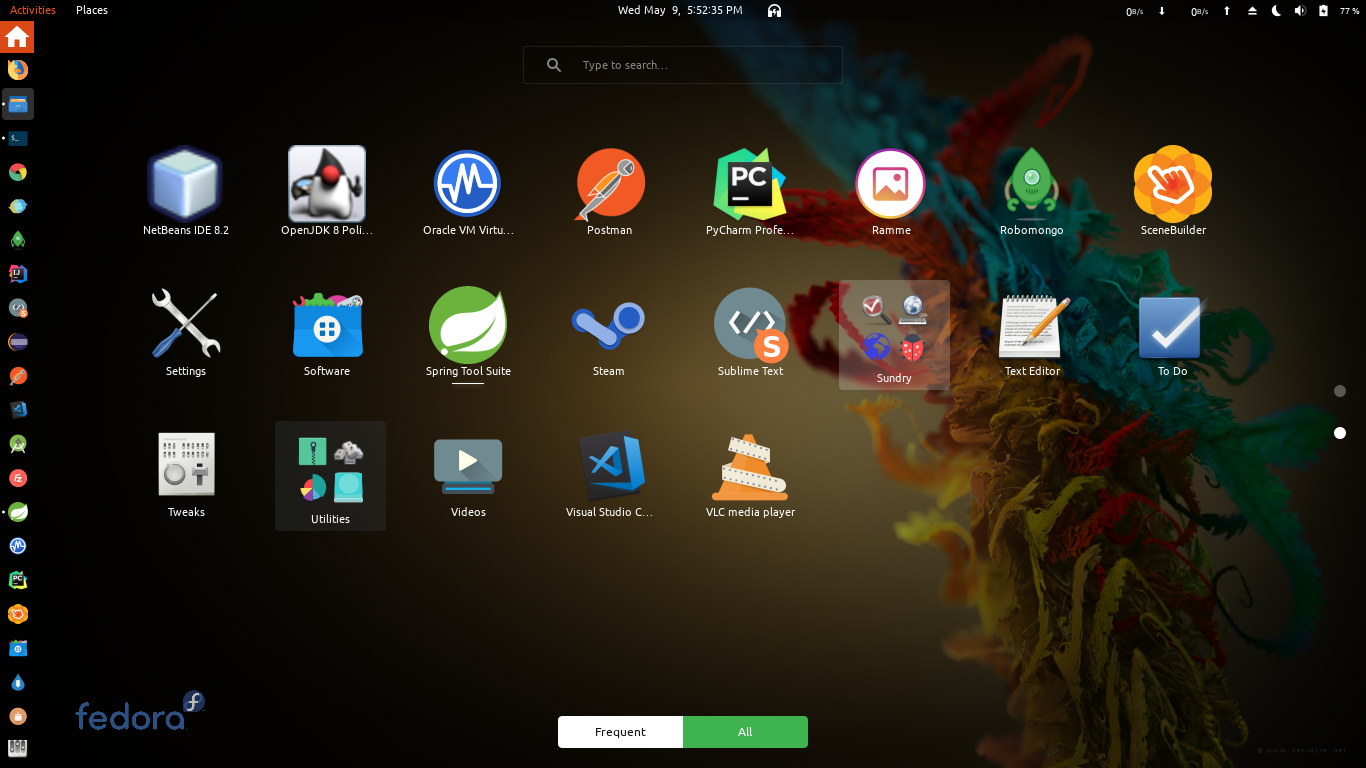 Activities Places Wed May 9, 5:52:35 PM 0B/s 0B/s 77 %
Type to search...
NetBeans IDE 8.2 OpenJDK 8 Poli... Oracle VM Virtu... Postman PyCharm Profe... Ramme Robomongo SceneBuilder
PC
Settings Software Spring Tool Suite Steam Sublime Text Sundry Text Editor To Do
S
Tweaks Utilities Videos Visual Studio C... VLC media player
fedora
Frequent All